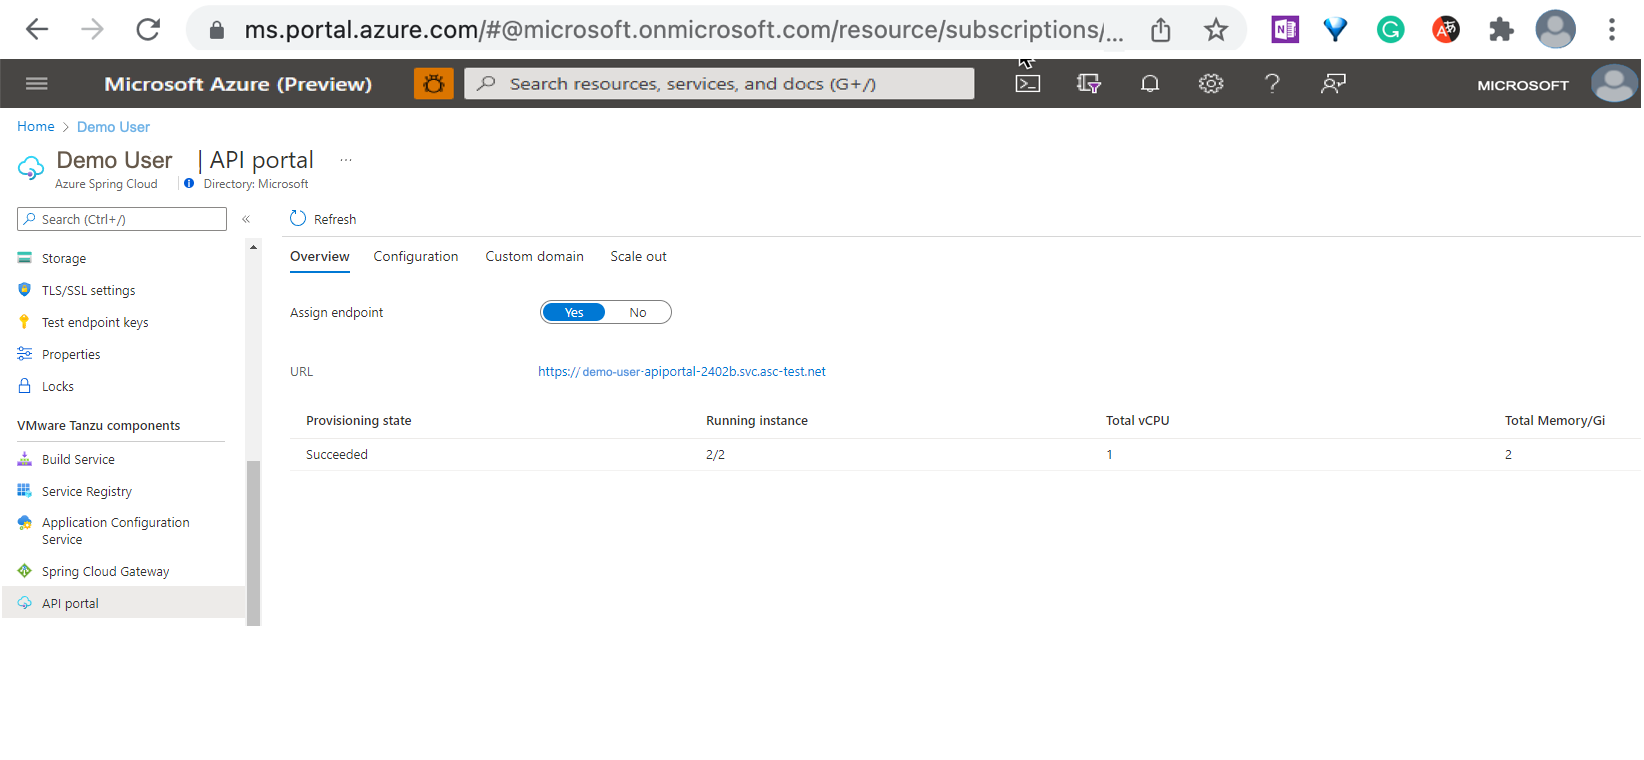 ms.portal.azure.com/#@microsoft.onmicrosoft.com/resource/subscriptions/...
Microsoft Azure (Preview)
Search resources, services, and docs (G+/)
MICROSOFT
Home > Demo User
Demo User | API portal ...
Azure Spring Cloud
Directory: Microsoft
Search (Ctrl+/)
«
Refresh
Storage
TLS/SSL settings
Test endpoint keys
Properties
Locks
VMware Tanzu components
Build Service
Service Registry
Application Configuration
Service
Spring Cloud Gateway
API portal
Overview Configuration Custom domain Scale out
Assign endpoint Yes No
URL https://demo-user-apiportal-2402b.svc.asc-test.net
Provisioning state Running instance Total vCPU Total Memory/Gi
Succeeded 2/2 1 2